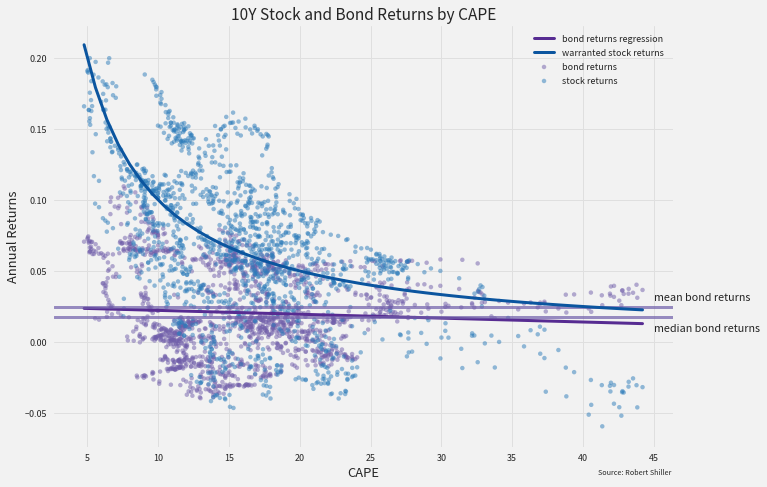 10Y Stock and Bond Returns by CAPE
bond returns regression
warranted stock returns
bond returns
stock returns
Annual Returns
0.20
0.15
0.10
0.05
0.00
−0.05
mean bond returns
median bond returns
5 10 15 20 25 30 35 40 45
CAPE
Source: Robert Shiller